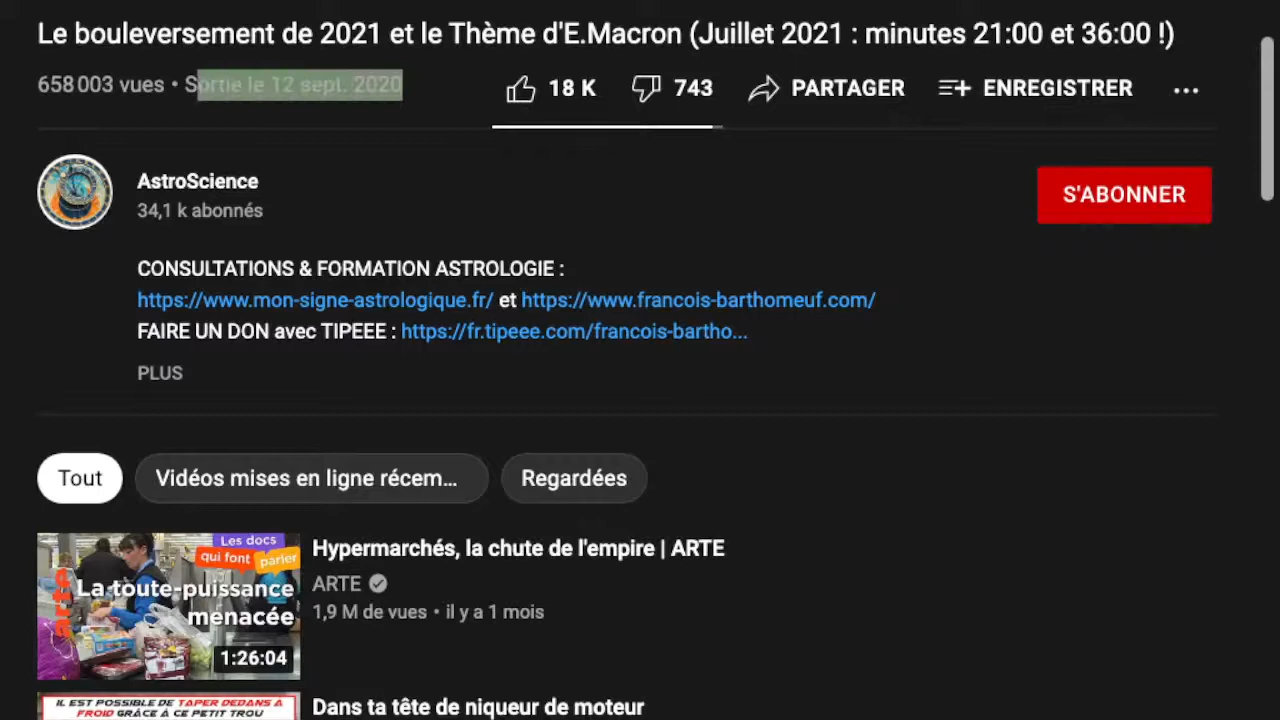 Le bouleversement de 2021 et le Thème d'E.Macron (Juillet 2021 : minutes 21:00 et 36:00 !)
658 003 vues • Sortie le 12 sept. 2020 18 K 743 PARTAGER ENREGISTRER ...
AstroScience
34,1 k abonnés
S'ABONNER
CONSULTATIONS & FORMATION ASTROLOGIE :
https://www.mon-signe-astrologique.fr/ et https://www.francois-barthomeuf.com/
FAIRE UN DON avec TIPEEE : https://fr.tipeee.com/francois-bartho...
PLUS
Tout Vidéos mises en ligne récem... Regardées
Les docs
qui font parler
arte
La toute-puissance
menacée
1:26:04
Hypermarchés, la chute de l'empire | ARTE
ARTE
1,9 M de vues • il y a 1 mois
IL EST POSSIBLE DE TAPER DEDANS A
FROID GRÂCE À CE PETIT TROU
Dans ta tête de niqueur de moteur